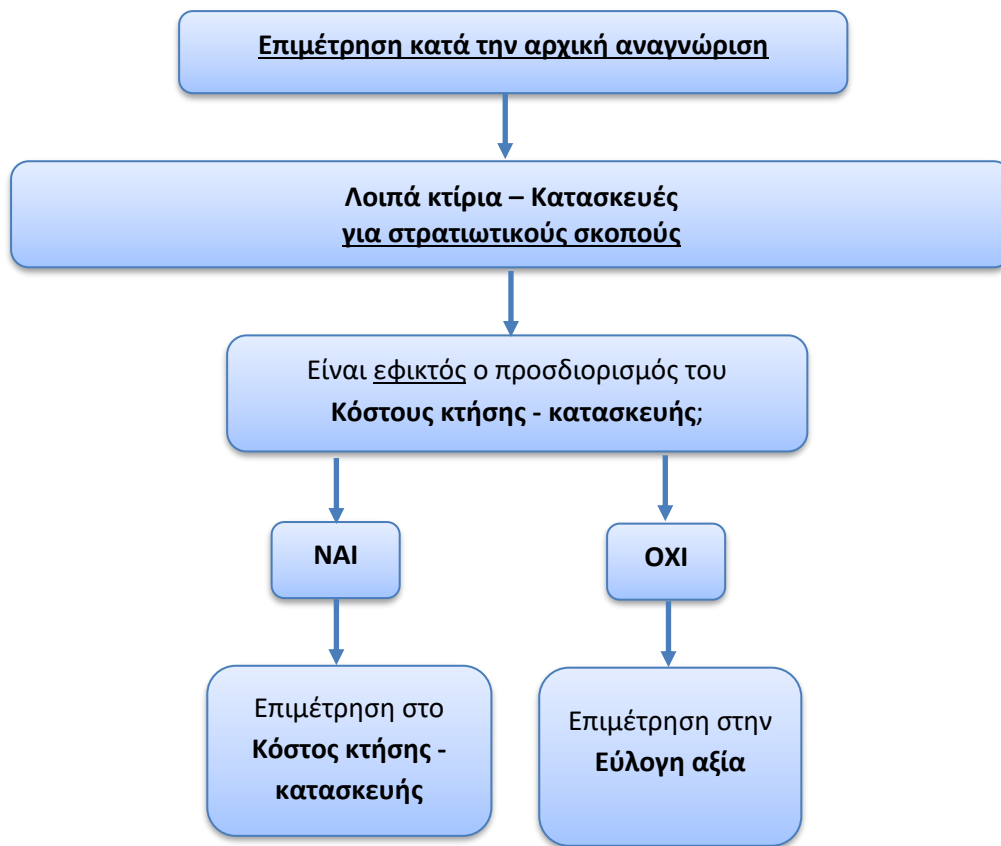 Επιμέτρηση κατά την αρχική αναγνώριση
Λοιπά κτίρια – Κατασκευές
για στρατιωτικούς σκοπούς
Είναι εφικτός ο προσδιορισμός του
Κόστους κτήσης - κατασκευής;
ΝΑΙ
ΟΧΙ
Επιμέτρηση στο
Κόστος κτήσης -
κατασκευής
Επιμέτρηση στην
Εύλογη αξία